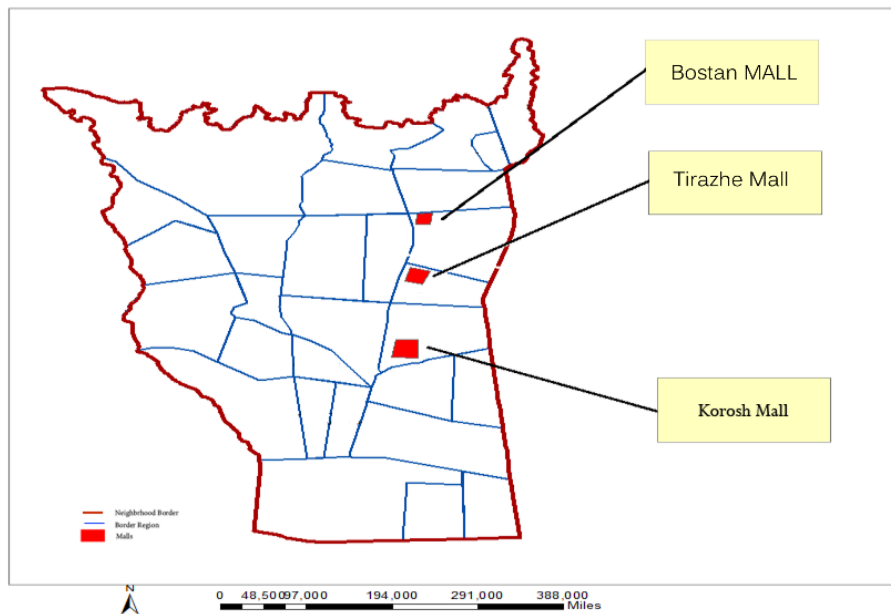 Bostan MALL
Tirazhe Mall
Korosh Mall
Neighbrhood Border
Border Region
Malls
N
0 48,500 97,000 194,000 291,000 388,000
Miles